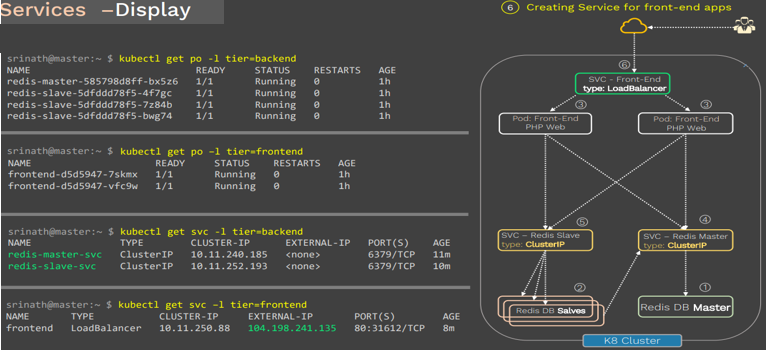 Services –Display
srinath@master:~ $ kubectl get po -l tier=backend
NAME READY STATUS RESTARTS AGE
redis-master-585798d8ff-bx5z6 1/1 Running 0 1h
redis-slave-5dfddd78f5-4f7gc 1/1 Running 0 1h
redis-slave-5dfddd78f5-7z84b 1/1 Running 0 1h
redis-slave-5dfddd78f5-bwg74 1/1 Running 0 1h
srinath@master:~ $ kubectl get po -l tier=frontend
NAME READY STATUS RESTARTS AGE
frontend-d5d5947-7skmx 1/1 Running 0 1h
frontend-d5d5947-vfc9w 1/1 Running 0 1h
srinath@master:~ $ kubectl get svc -l tier=backend
NAME TYPE CLUSTER-IP EXTERNAL-IP PORT(S) AGE
redis-master-svc ClusterIP 10.11.240.185 <none> 6379/TCP 11m
redis-slave-svc ClusterIP 10.11.252.193 <none> 6379/TCP 10m
srinath@master:~ $ kubectl get svc -l tier=frontend
NAME TYPE CLUSTER-IP EXTERNAL-IP PORT(S) AGE
frontend LoadBalancer 10.11.250.88 104.198.241.135 80:31612/TCP 8m
⑥ Creating Service for front-end apps
⑥
SVC - Front-End
type: LoadBalancer
③
③
Pod: Front-End
PHP Web
Pod: Front-End
PHP Web
⑤
④
SVC – Redis Slave
type: ClusterIP
SVC – Redis Master
type: ClusterIP
②
①
Redis DB Salves
Redis DB Master
K8 Cluster